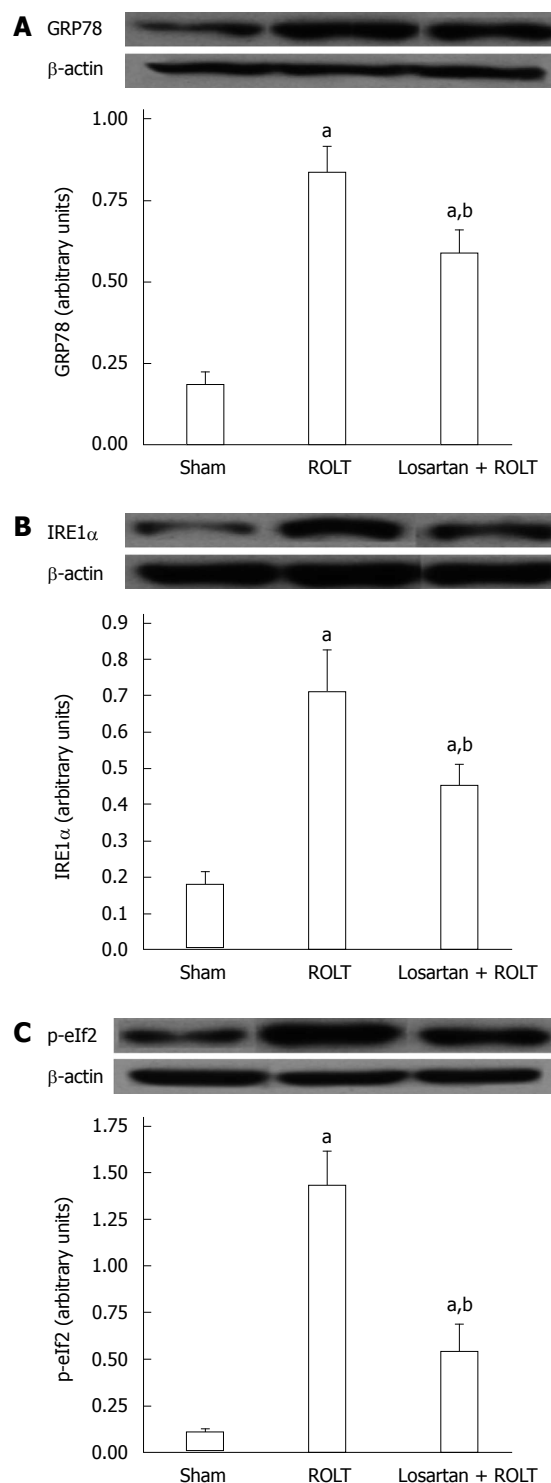 A GRP78
β-actin
1.00
a
0.75
a,b
0.50
0.25
0.00
GRP78 (arbitrary units)
Sham ROLT Losartan + ROLT
B IRE1α
β-actin
0.9
a
0.8
0.7
0.6
a,b
0.5
0.4
0.3
0.2
0.1
0.0
IRE1α (arbitrary units)
Sham ROLT Losartan + ROLT
C p-eIf2
β-actin
1.75
a
1.50
1.25
1.00
0.75
a,b
0.50
0.25
0.00
p-eIf2 (arbitrary units)
Sham ROLT Losartan + ROLT